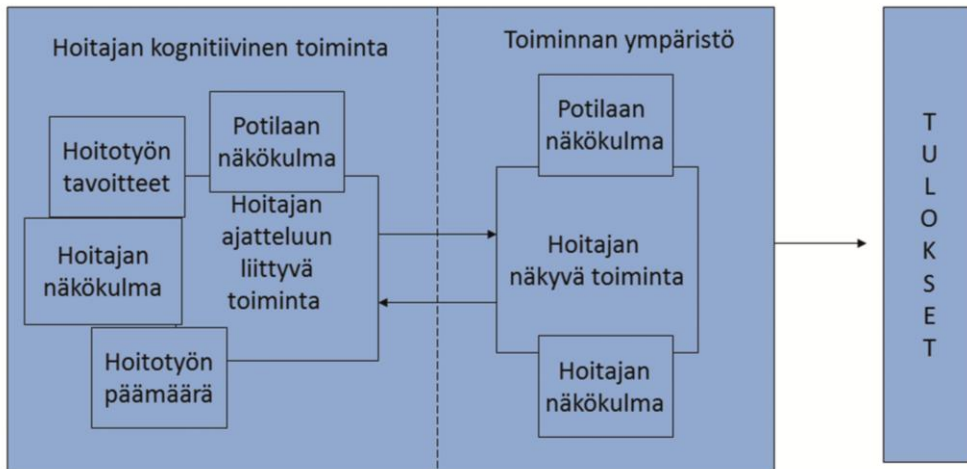 Hoitajan kognitiivinen toiminta
Potilaan
näkökulma
Hoitotyön
tavoitteet
Hoitajan
ajatteluun
liittyvä
toiminta
Hoitajan
näkökulma
Hoitotyön
päämäärä
Toiminnan ympäristö
Potilaan
näkökulma
Hoitajan
näkyvä toiminta
Hoitajan
näkökulma
T
U
L
O
K
S
E
T